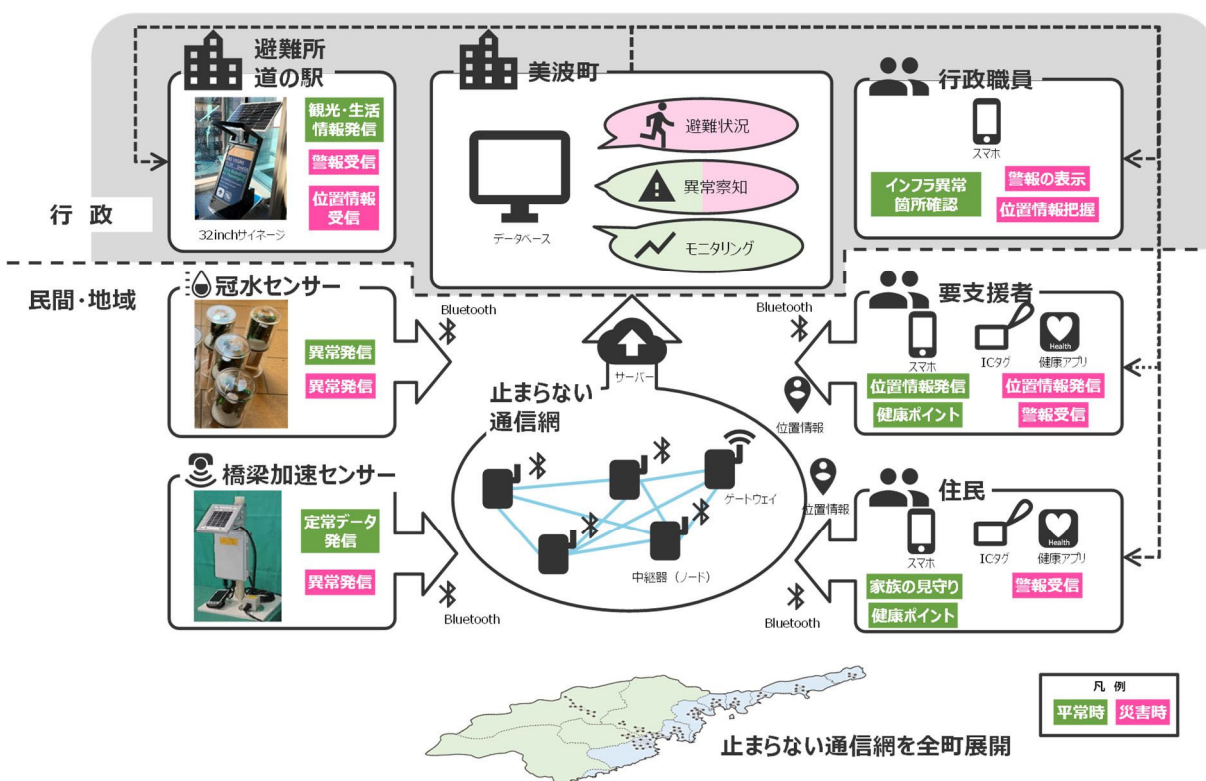 避難所
道の駅
観光・生活
情報発信
警報受信
位置情報
受信
32inchサイネージ
美波町
データベース
避難状況
異常察知
モニタリング
行政職員
スマホ
インフラ異常
箇所確認
警報の表示
位置情報把握
行 政
民間・地域
冠水センサー
異常発信
異常発信
Bluetooth
橋梁加速センサー
定常データ
発信
異常発信
Bluetooth
サーバー
止まらない
通信網
ゲートウェイ
中継器（ノード）
Bluetooth
位置情報
要支援者
スマホ
ICタグ
Health
健康アプリ
位置情報発信
健康ポイント
位置情報発信
警報受信
位置情報
Bluetooth
住民
スマホ
ICタグ
Health
健康アプリ
家族の見守り
健康ポイント
警報受信
止まらない通信網を全町展開
凡 例
平常時
災害時